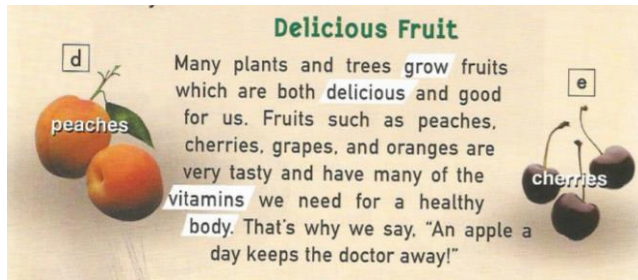 Delicious Fruit
d
Many plants and trees grow fruits
which are both delicious and good
for us. Fruits such as peaches,
cherries, grapes, and oranges are
very tasty and have many of the
vitamins we need for a healthy
body. That's why we say, "An apple a
day keeps the doctor away!"
peaches
e
cherries